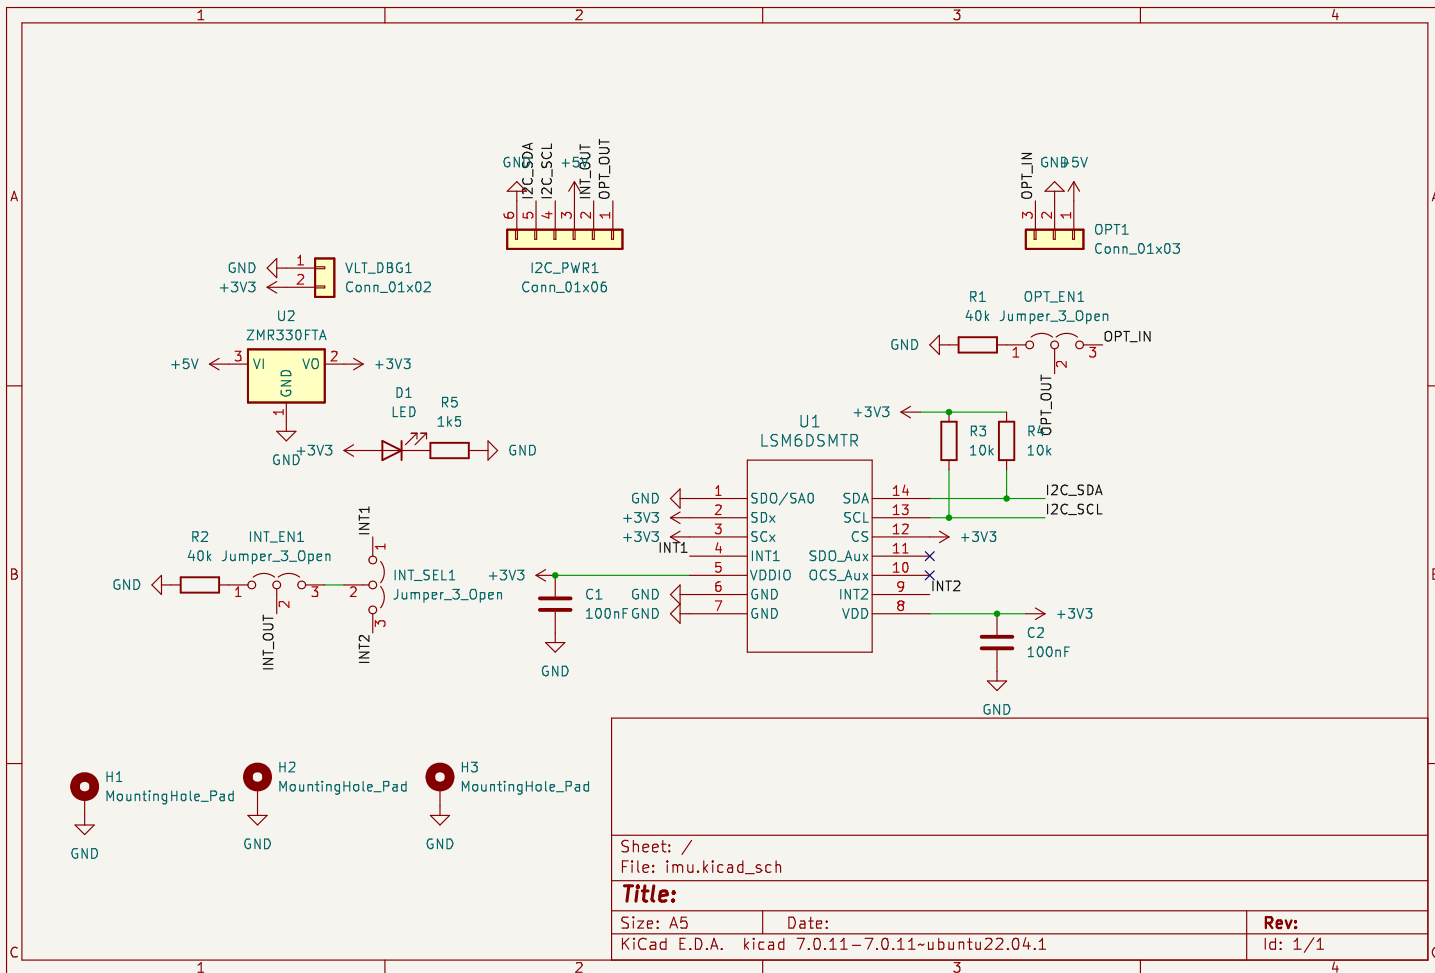 1 2 3 4
A
B
C
GND I2C_SDA I2C_SCL +5V INT_OUT OPT_OUT
6 5 4 3 2 1
I2C_PWR1
Conn_01x06
OPT_IN GND +5V
3 2 1
OPT1
Conn_01x03
GND 1 VLT_DBG1
+3V3 2 Conn_01x02
U2
ZMR330FTA
+5V 3 VI VO 2 +3V3
GND
1
GND
R1 OPT_EN1
40k Jumper_3_Open
GND 1 2 3 OPT_IN
OPT_OUT
D1
LED
R5
1k5
+3V3 GND
U1
LSM6DSMTR
+3V3
R3
10k
R4
10k
GND 1 SDO/SA0 SDA 14 I2C_SDA
+3V3 2 SDx SCL 13 I2C_SCL
+3V3 3 SCx CS 12 +3V3
INT1 4 INT1 SDO_Aux 11
+3V3 5 VDDIO OCS_Aux 10
GND 6 GND INT2 9 INT2
GND 7 GND VDD 8 +3V3
C1
100nF
GND
C2
100nF
GND
R2 INT_EN1
40k Jumper_3_Open
GND 1 2 3
INT_OUT
INT1
1
INT_SEL1
2 Jumper_3_Open
3
INT2
H1
MountingHole_Pad
GND
H2
MountingHole_Pad
GND
H3
MountingHole_Pad
GND
Sheet: /
File: imu.kicad_sch
Title:
Size: A5 Date: Rev:
KiCad E.D.A. kicad 7.0.11-7.0.11~ubuntu22.04.1 Id: 1/1
A
B
C
1 2 3 4